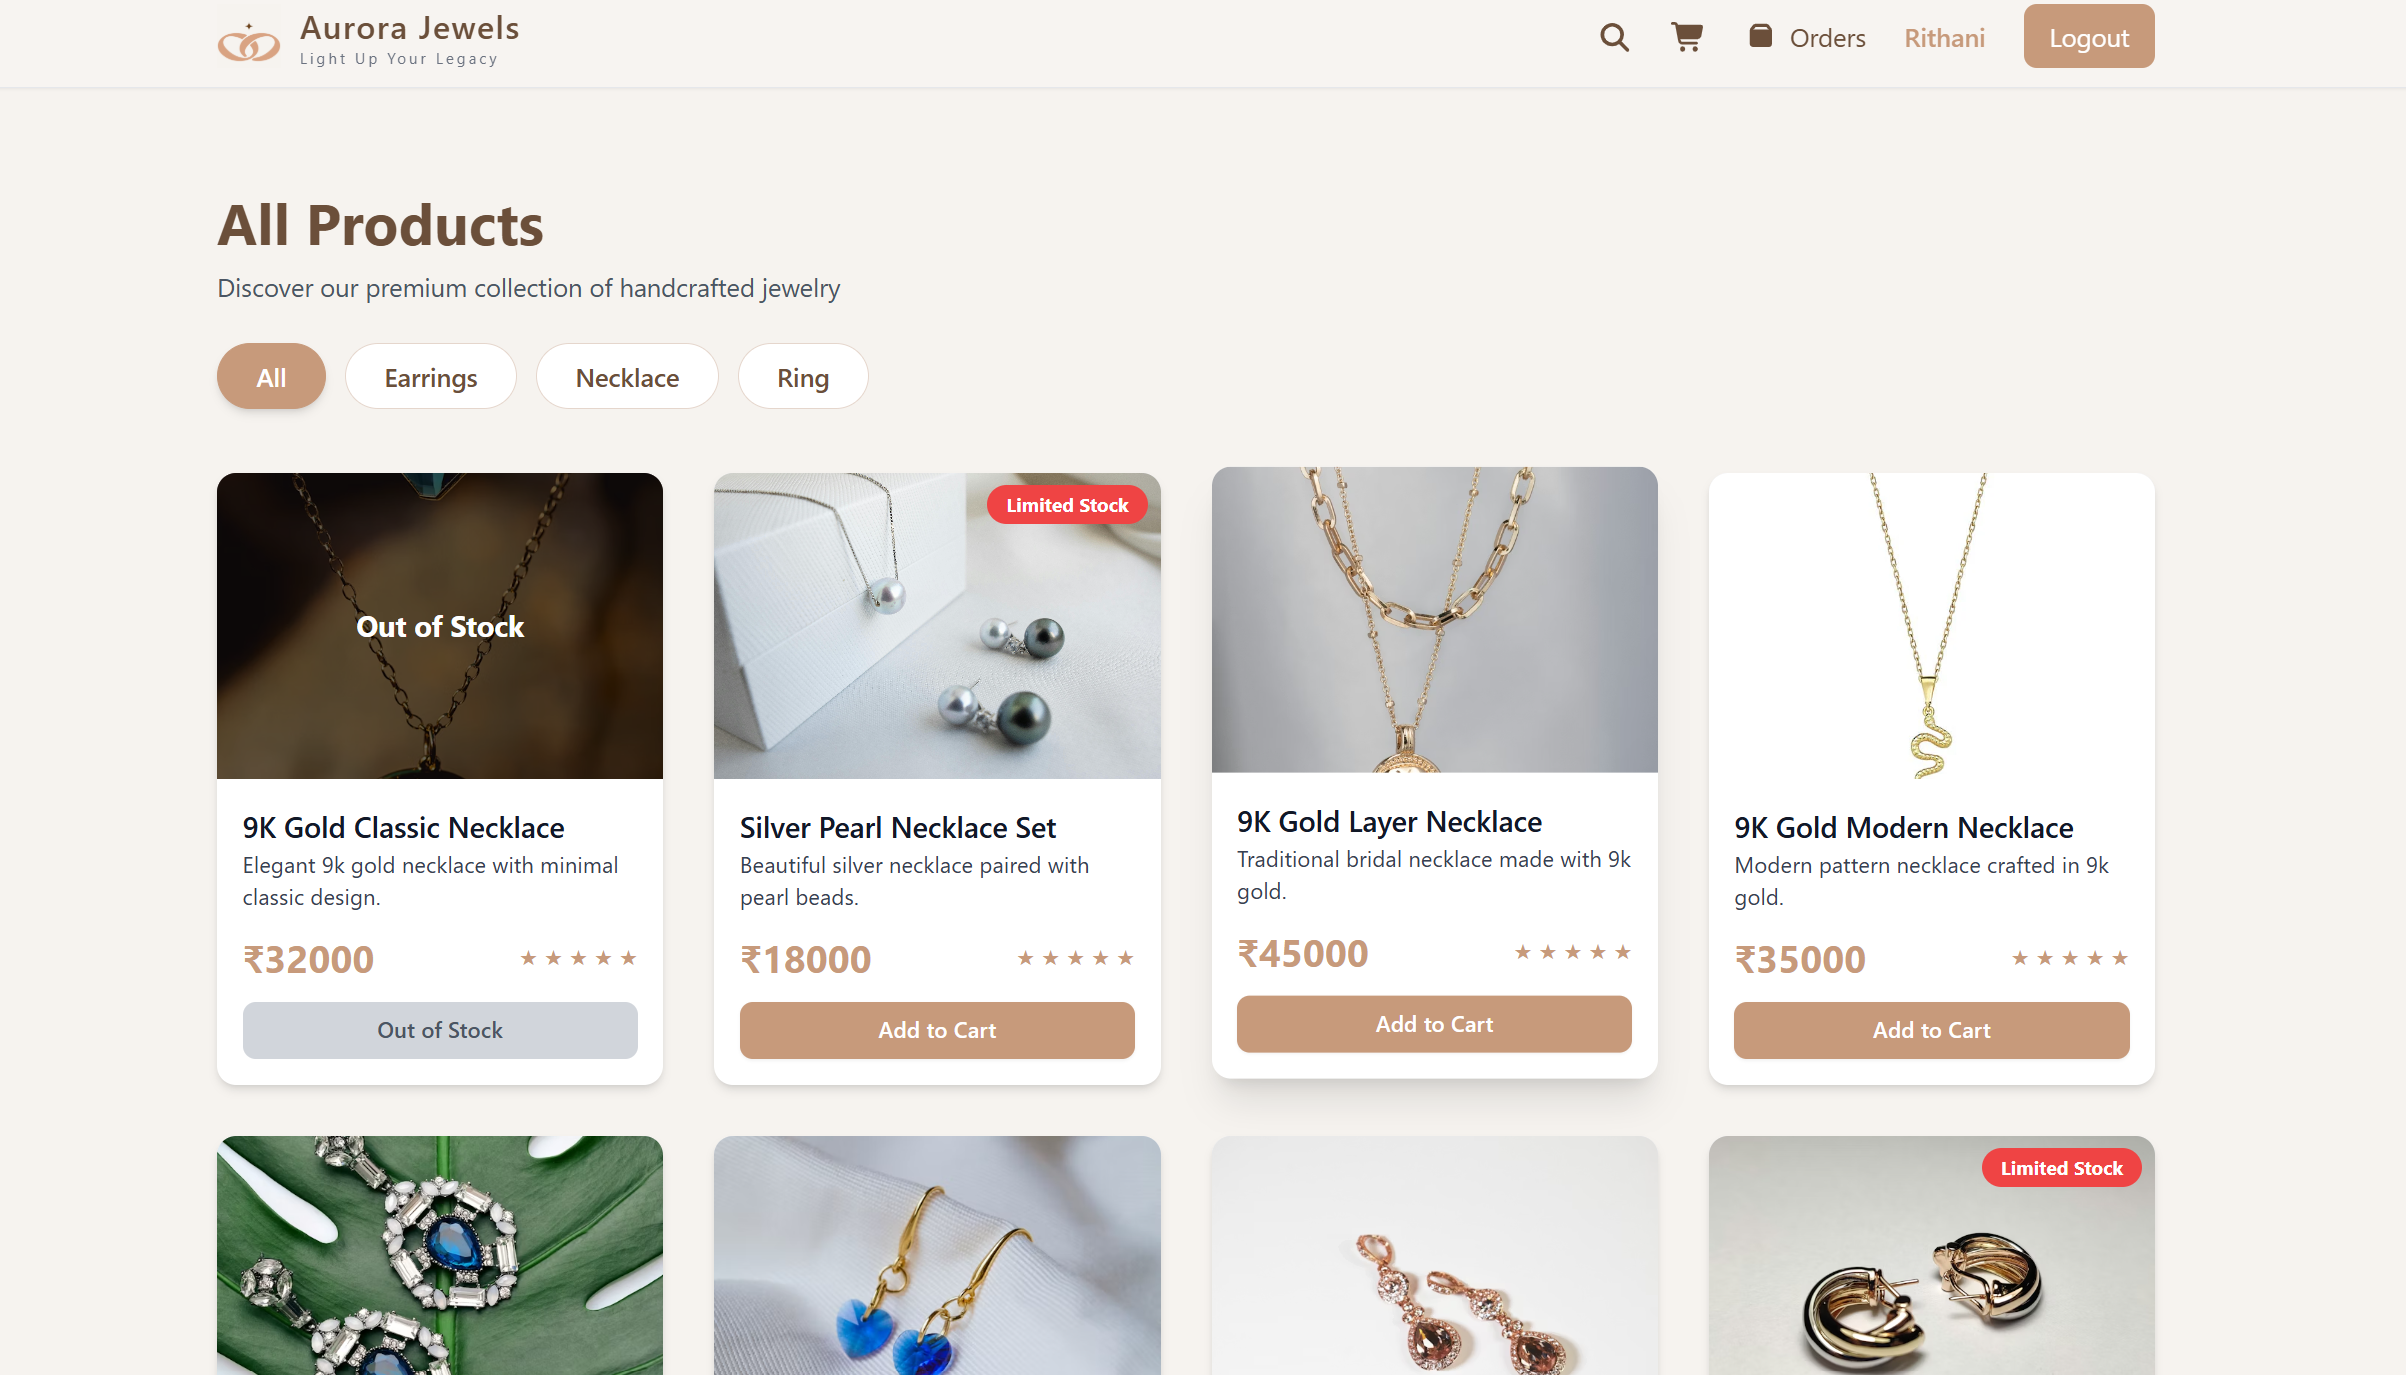 Aurora Jewels
Light Up Your Legacy
Orders
Rithani
Logout
All Products
Discover our premium collection of handcrafted jewelry
All
Earrings
Necklace
Ring
Out of Stock
9K Gold Classic Necklace
Elegant 9k gold necklace with minimal
classic design.
₹32000
★★★★★
Out of Stock
Limited Stock
Silver Pearl Necklace Set
Beautiful silver necklace paired with
pearl beads.
₹18000
★★★★★
Add to Cart
9K Gold Layer Necklace
Traditional bridal necklace made with 9k
gold.
₹45000
★★★★★
Add to Cart
9K Gold Modern Necklace
Modern pattern necklace crafted in 9k
gold.
₹35000
★★★★★
Add to Cart
Limited Stock